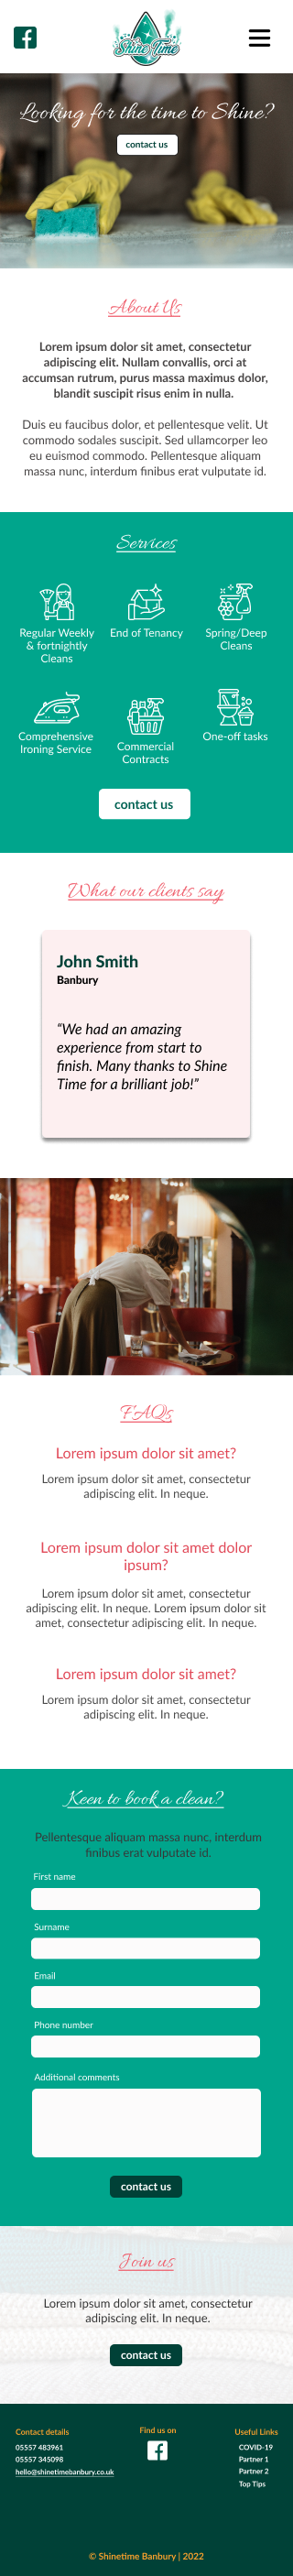 Shine Time
Looking for the time to Shine?
contact us
About Us
Lorem ipsum dolor sit amet, consectetur
adipiscing elit. Nullam convallis, orci at
accumsan rutrum, purus massa maximus dolor,
blandit suscipit risus enim in nulla.
Duis eu faucibus dolor, et pellentesque velit. Ut
commodo sodales suscipit. Sed ullamcorper leo
eu euismod commodo. Pellentesque aliquam
massa nunc, interdum finibus erat vulputate id.
Services
Regular Weekly
& fortnightly
Cleans
End of Tenancy
Spring/Deep
Cleans
Comprehensive
Ironing Service
Commercial
Contracts
One-off tasks
contact us
What our clients say
John Smith
Banbury
“We had an amazing
experience from start to
finish. Many thanks to Shine
Time for a brilliant job!”
FAQs
Lorem ipsum dolor sit amet?
Lorem ipsum dolor sit amet, consectetur
adipiscing elit. In neque.
Lorem ipsum dolor sit amet dolor
ipsum?
Lorem ipsum dolor sit amet, consectetur
adipiscing elit. In neque. Lorem ipsum dolor sit
amet, consectetur adipiscing elit. In neque.
Lorem ipsum dolor sit amet?
Lorem ipsum dolor sit amet, consectetur
adipiscing elit. In neque.
Keen to book a clean?
Pellentesque aliquam massa nunc, interdum
finibus erat vulputate id.
First name
Surname
Email
Phone number
Additional comments
contact us
Join us
Lorem ipsum dolor sit amet, consectetur
adipiscing elit. In neque.
contact us
Contact details
05557 483961
05557 345098
hello@shinetimebanbury.co.uk
Find us on
Useful Links
COVID-19
Partner 1
Partner 2
Top Tips
© Shinetime Banbury | 2022